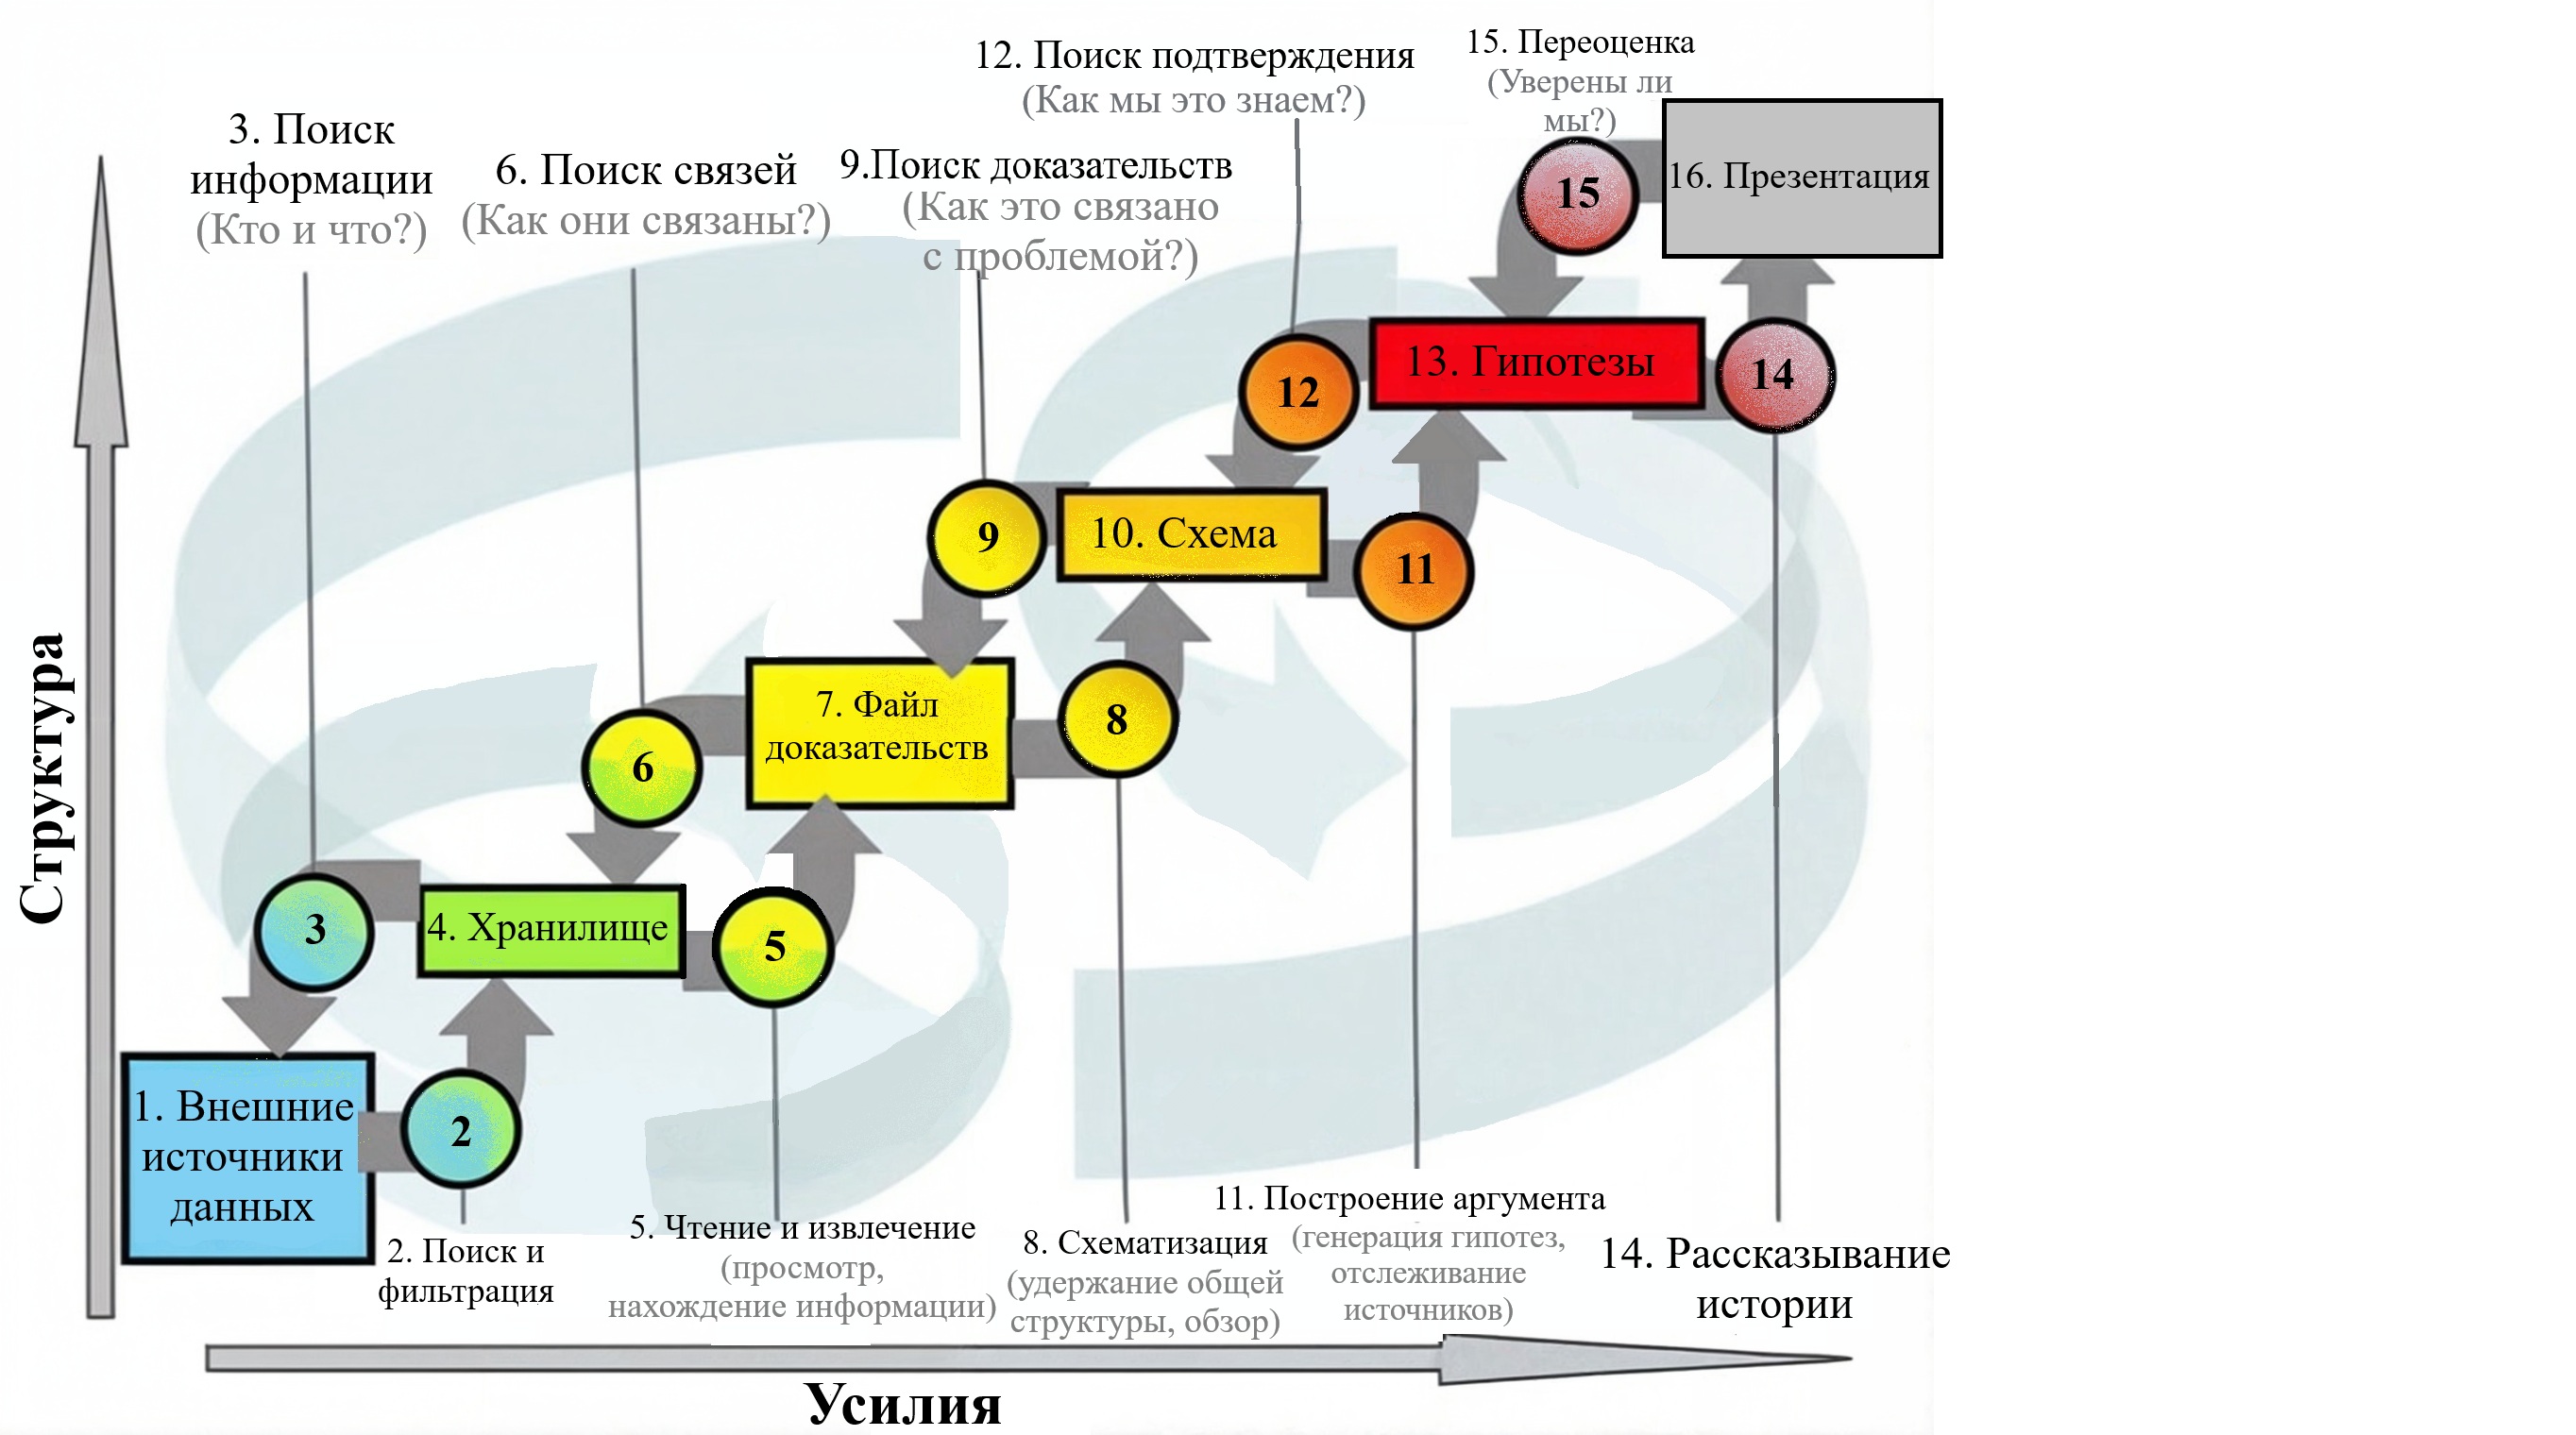 12. Поиск подтверждения
(Как мы это знаем?)
15. Переоценка
(Уверены ли
мы?)
3. Поиск
информации
(Кто и что?)
6. Поиск связей
(Как они связаны?)
9.Поиск доказательств
(Как это связано
с проблемой?)
15
16. Презентация
12
13. Гипотезы
14
9
10. Схема
11
6
7. Файл
доказательств
8
3
4. Хранилище
5
1. Внешние
источники
данных
2
2. Поиск и
фильтрация
5. Чтение и извлечение
(просмотр,
нахождение информации)
8. Схематизация
(удержание общей
структуры, обзор)
11. Построение аргумента
(генерация гипотез,
отслеживание
источников)
14. Рассказывание
истории
Структура
Усилия